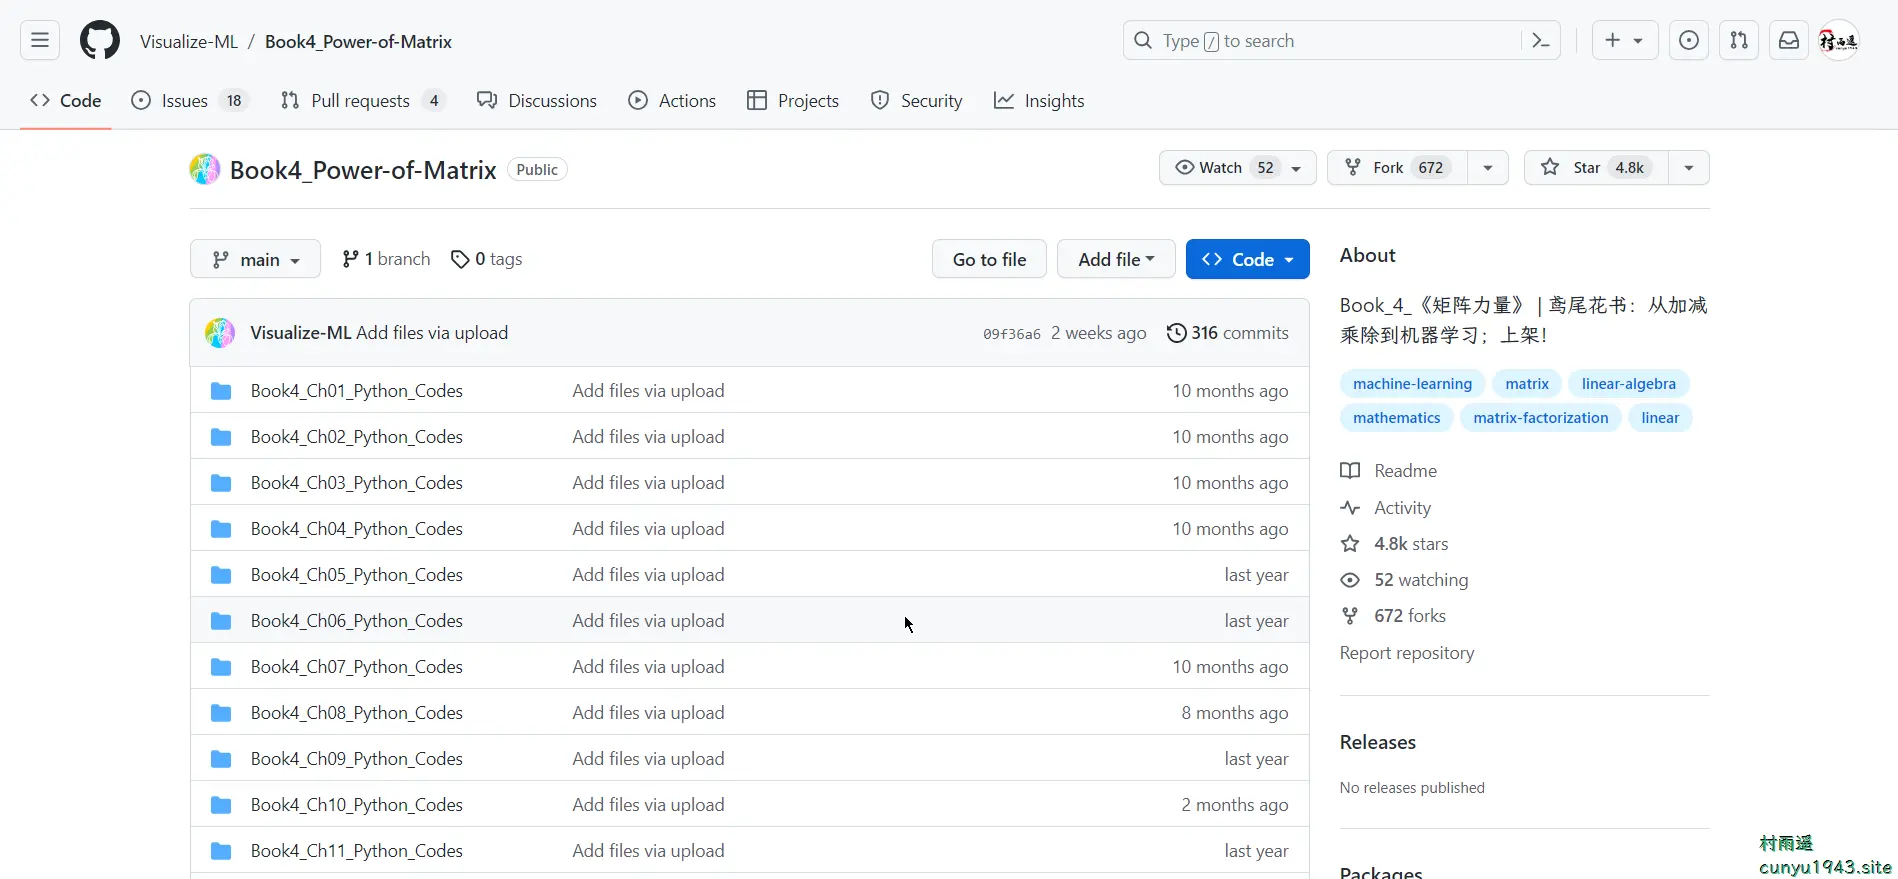 Visualize-ML / Book4_Power-of-Matrix
Type / to search
Code
Issues 18
Pull requests 4
Discussions
Actions
Projects
Security
Insights
Book4_Power-of-Matrix Public
Watch 52
Fork 672
Star 4.8k
main
1 branch
0 tags
Go to file
Add file
Code
Visualize-ML Add files via upload 09f36a6 2 weeks ago 316 commits
Book4_Ch01_Python_Codes Add files via upload 10 months ago
Book4_Ch02_Python_Codes Add files via upload 10 months ago
Book4_Ch03_Python_Codes Add files via upload 10 months ago
Book4_Ch04_Python_Codes Add files via upload 10 months ago
Book4_Ch05_Python_Codes Add files via upload last year
Book4_Ch06_Python_Codes Add files via upload last year
Book4_Ch07_Python_Codes Add files via upload 10 months ago
Book4_Ch08_Python_Codes Add files via upload 8 months ago
Book4_Ch09_Python_Codes Add files via upload last year
Book4_Ch10_Python_Codes Add files via upload 2 months ago
Book4_Ch11_Python_Codes Add files via upload last year
About
Book_4_《矩阵力量》 | 鸢尾花书：从加减
乘除到机器学习；上架！
machine-learning matrix linear-algebra
mathematics matrix-factorization linear
Readme
Activity
4.8k stars
52 watching
672 forks
Report repository
Releases
No releases published
Packages
村雨遥
cunyu1943.site